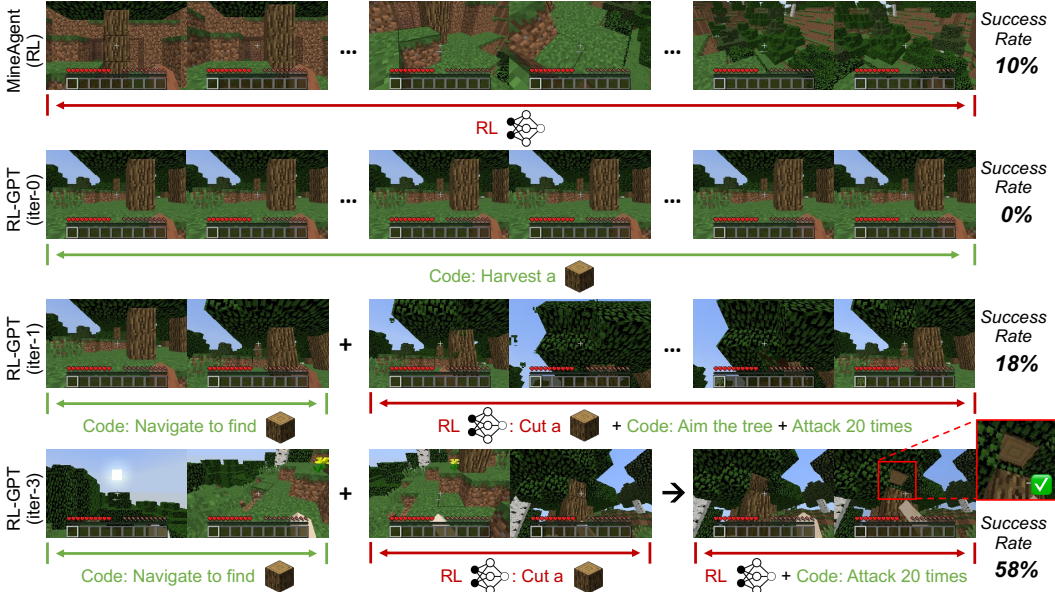 MineAgent
(RL)
...
...
Success
Rate
10%
RL
RL-GPT
(iter-0)
...
...
Success
Rate
0%
Code: Harvest a
RL-GPT
(iter-1)
+
...
Success
Rate
18%
Code: Navigate to find
RL : Cut a + Code: Aim the tree + Attack 20 times
RL-GPT
(iter-3)
+
→
Success
Rate
58%
Code: Navigate to find
RL : Cut a
RL + Code: Attack 20 times